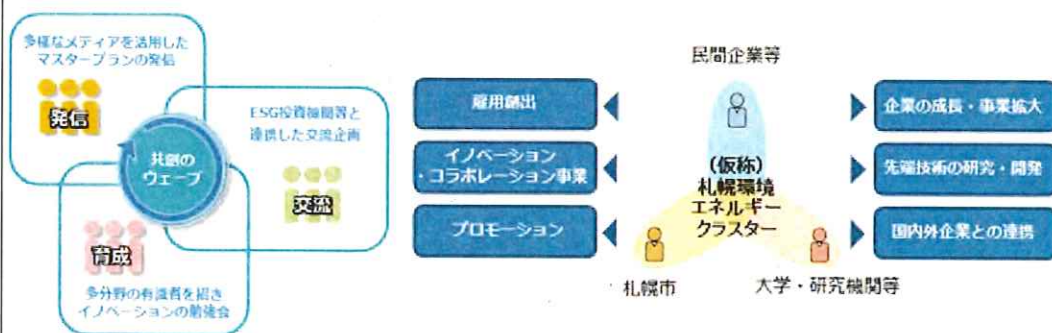 多様なメディアを活用した
マスタープランの発信
発信
ESG投資機関等と
連携した交流企画
交流
共創の
ウェーブ
育成
多分野の有識者を招き
イノベーションの勉強会
民間企業等
雇用創出
イノベーション
・コラボレーション事業
プロモーション
(仮称)
札幌環境
エネルギー
クラスター
札幌市
大学・研究機関等
企業の成長・事業拡大
先端技術の研究・開発
国内外企業との連携